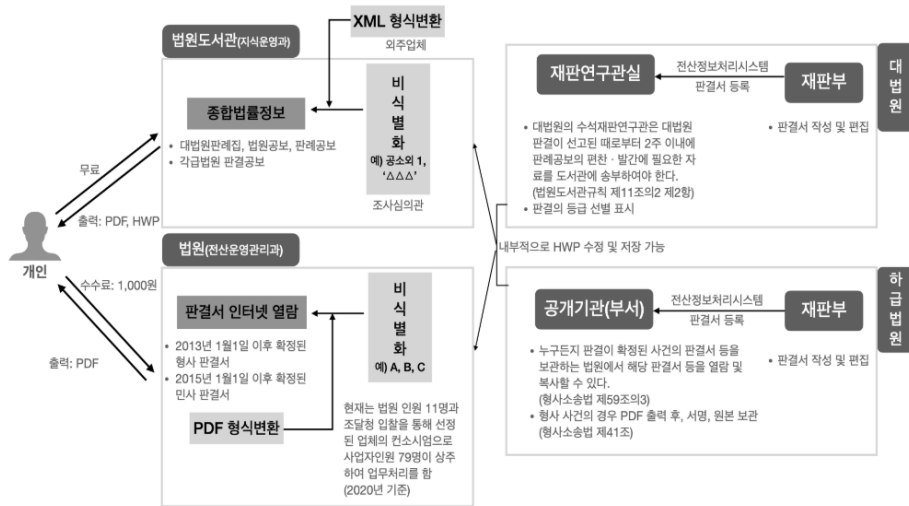 XML 형식변환
외주업체
법원도서관(지식운영과)
종합법률정보
• 대법원판례집, 법원공보, 판례공보
• 각급법원 판결공보
비
식
별
화
예) 공소외 1,
‘△△△’
조사심의관
무료
출력: PDF, HWP
개인
수수료: 1,000원
출력: PDF
법원(전산운영관리과)
판결서 인터넷 열람
• 2013년 1월1일 이후 확정된
형사 판결서
• 2015년 1월1일 이후 확정된
민사 판결서
PDF 형식변환
비
식
별
화
예) A, B, C
현재는 법원 인원 11명과
조달청 입찰을 통해 선정
된 업체의 컨소시엄으로
사업자인원 79명이 상주
하여 업무처리를 함
(2020년 기준)
대
법
원
재판연구관실
전산정보처리시스템
판결서 등록
재판부
• 대법원의 수석재판연구관은 대법원
판결이 선고된 때로부터 2주 이내에
판례공보의 편찬 · 발간에 필요한 자
료를 도서관에 송부하여야 한다.
(법원도서관규칙 제11조의2 제2항)
• 판결의 등급 선별 표시
• 판결서 작성 및 편집
내부적으로 HWP 수정 및 저장 가능
하
급
법
원
공개기관(부서)
전산정보처리시스템
판결서 등록
재판부
• 누구든지 판결이 확정된 사건의 판결서 등을
보관하는 법원에서 해당 판결서 등을 열람 및
복사할 수 있다.
(형사소송법 제59조의3)
• 형사 사건의 경우 PDF 출력 후, 서명, 원본 보관
(형사소송법 제41조)
• 판결서 작성 및 편집